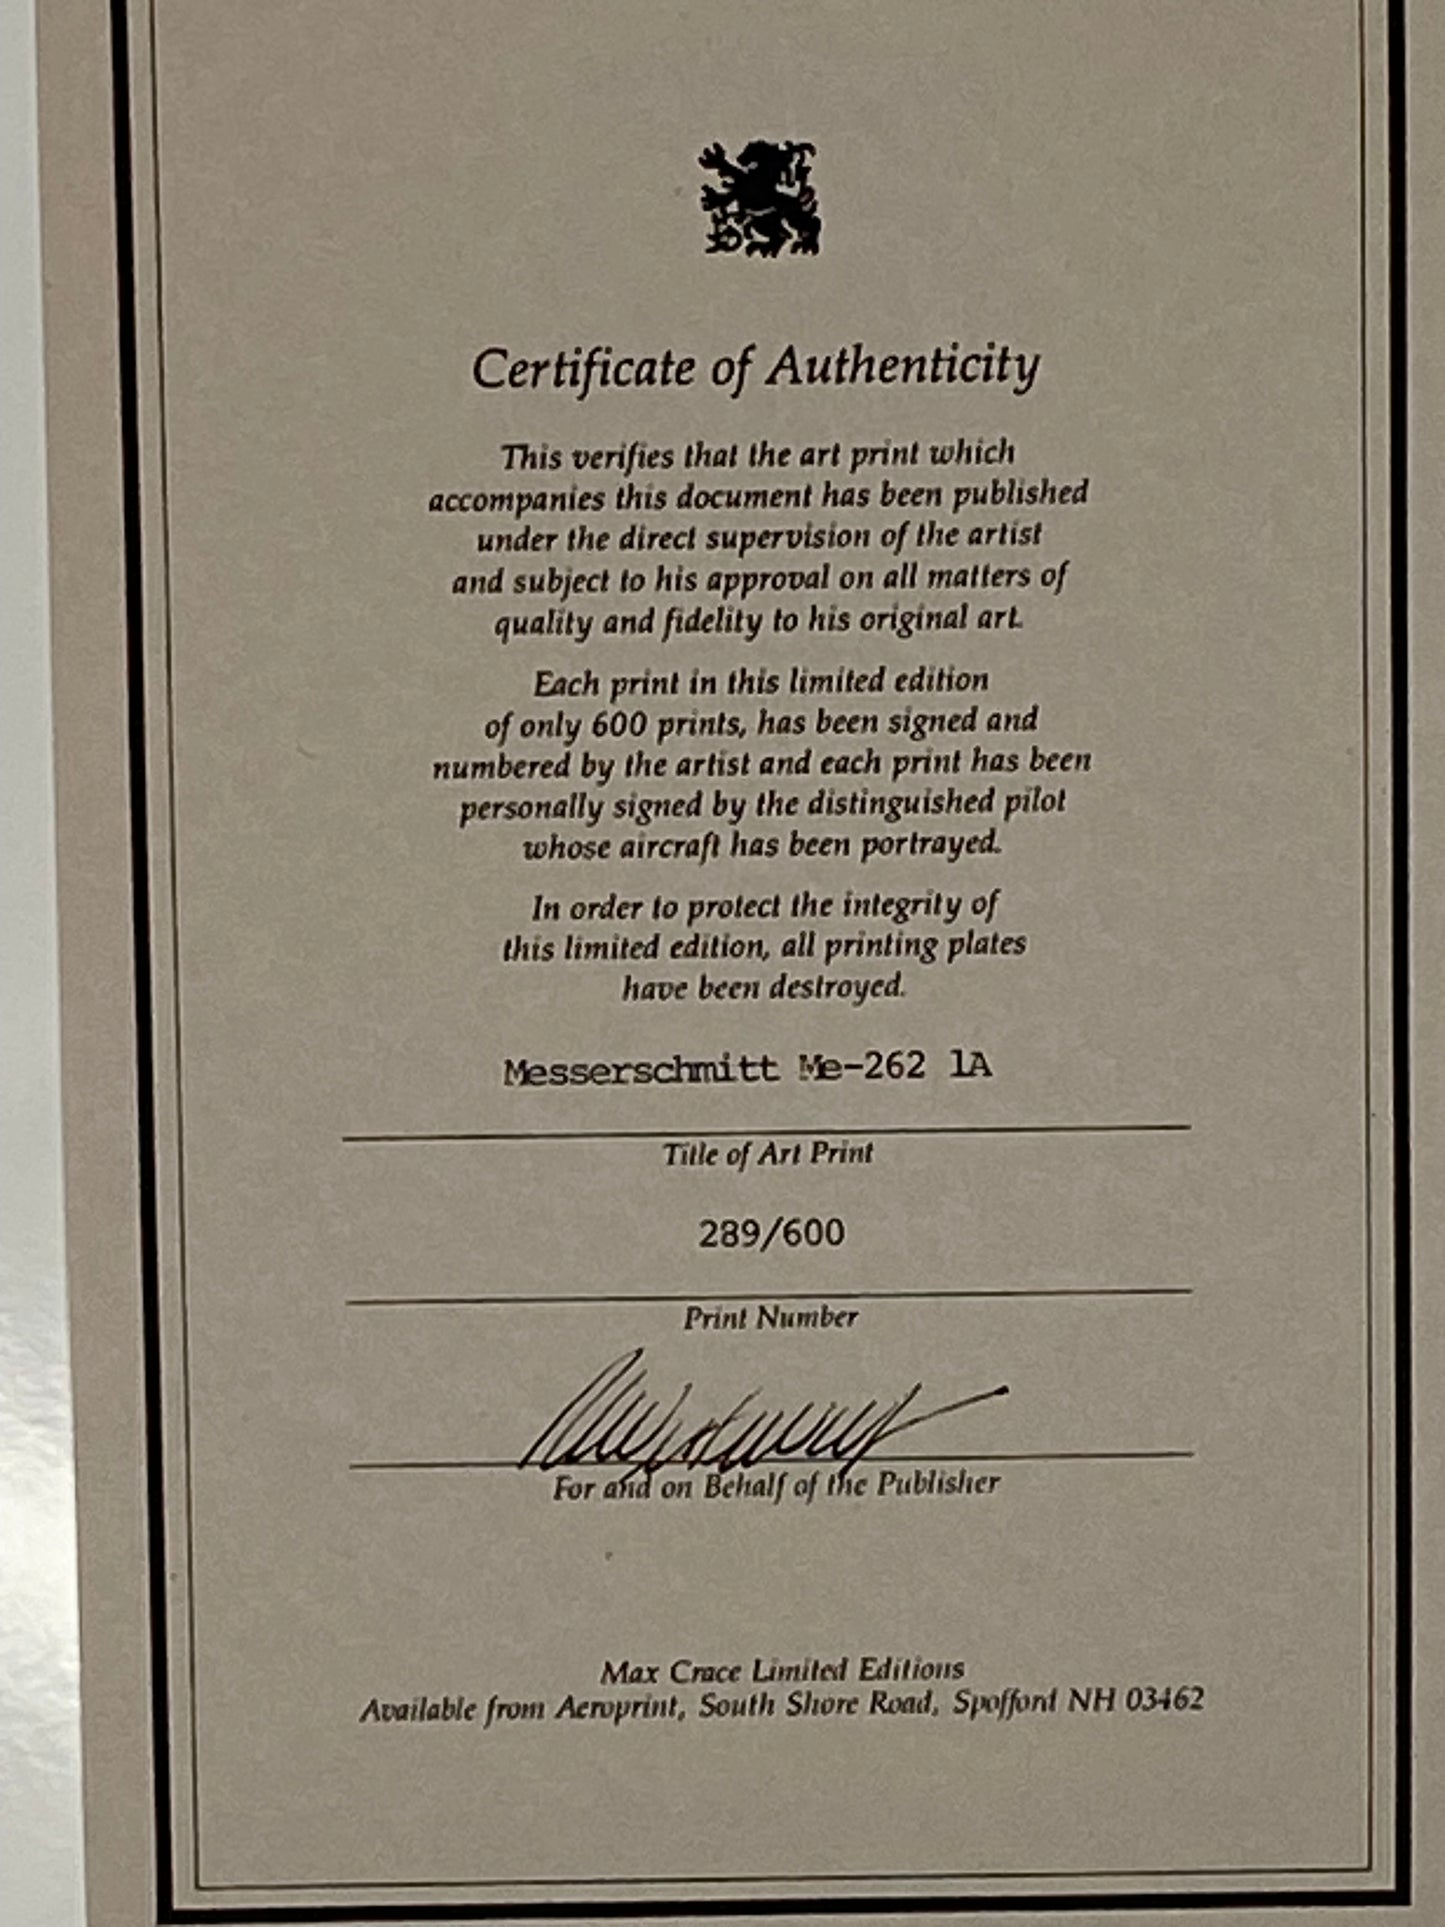 Certificate of Authenticity
This verifies that the art print which
accompanies this document has been published
under the direct supervision of the artist
and subject to his approval on all matters of
quality and fidelity to his original art.
Each print in this limited edition
of only 600 prints, has been signed and
numbered by the artist and each print has been
personally signed by the distinguished pilot
whose aircraft has been portrayed.
In order to protect the integrity of
this limited edition, all printing plates
have been destroyed.
Messerschmitt Me-262 1A
Title of Art Print
289/600
Print Number
For and on Behalf of the Publisher
Max Crace Limited Editions
Available from Aeroprint, South Shore Road, Spofford NH 03462